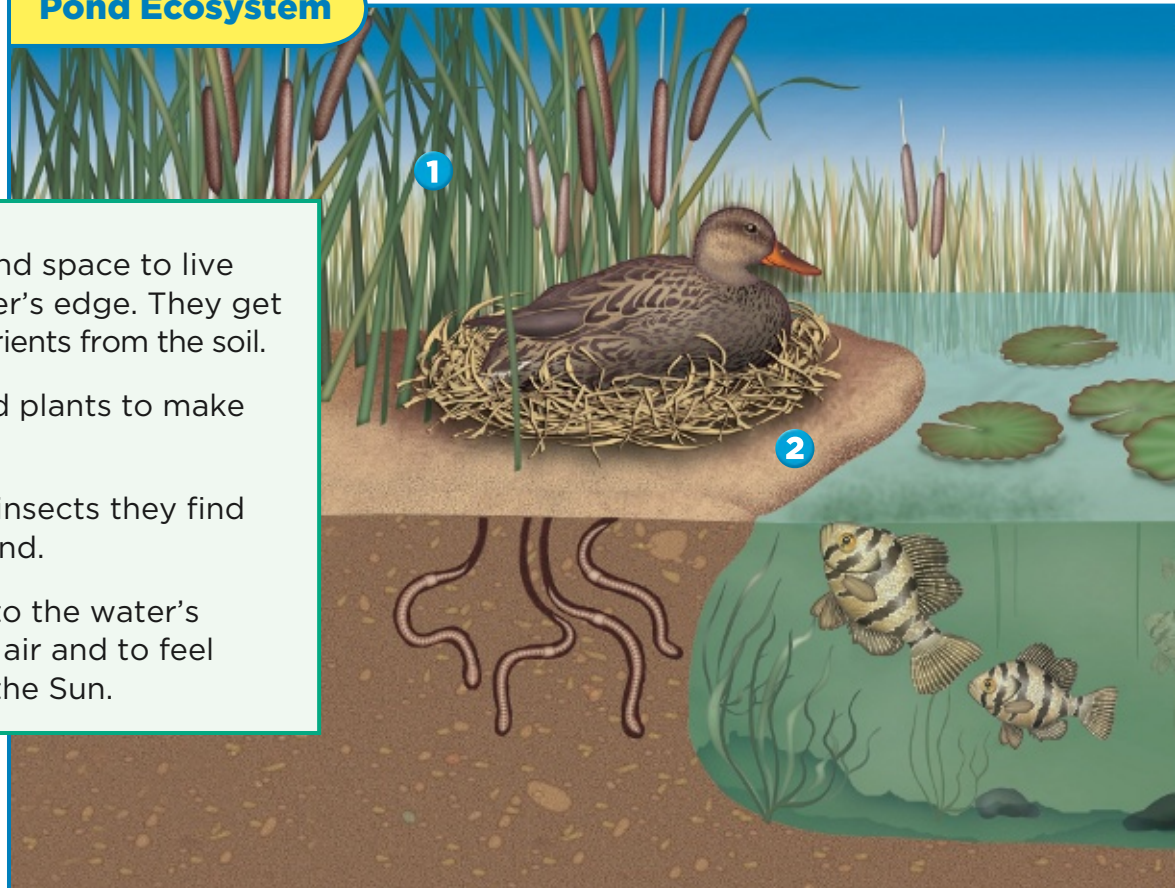 Pond Ecosystem
1
nd space to live
er's edge. They get
rients from the soil.
d plants to make
insects they find
nd.
to the water's
air and to feel
the Sun.
2